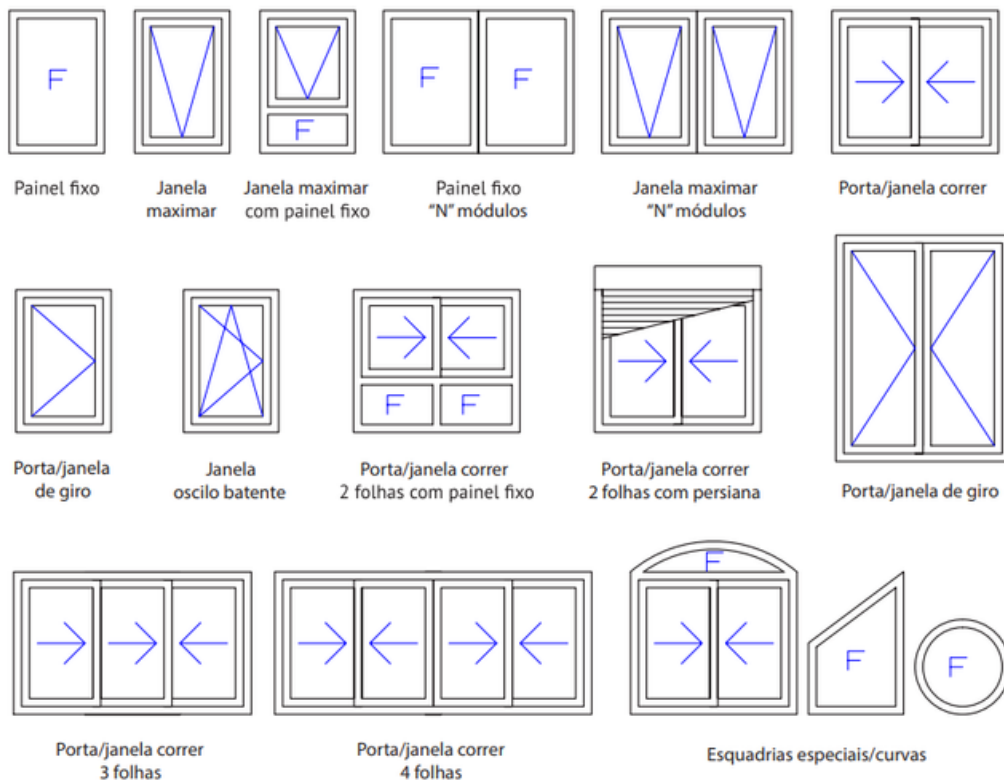 F
F
F
F
Painel fixo
Janela
maximar
Janela maximar
com painel fixo
Painel fixo
“N” módulos
Janela maximar
“N” módulos
Porta/janela correr
F
F
Porta/janela
de giro
Janela
oscilo batente
Porta/janela correr
2 folhas com painel fixo
Porta/janela correr
2 folhas com persiana
Porta/janela de giro
F
F
F
Porta/janela correr
3 folhas
Porta/janela correr
4 folhas
Esquadrias especiais/curvas